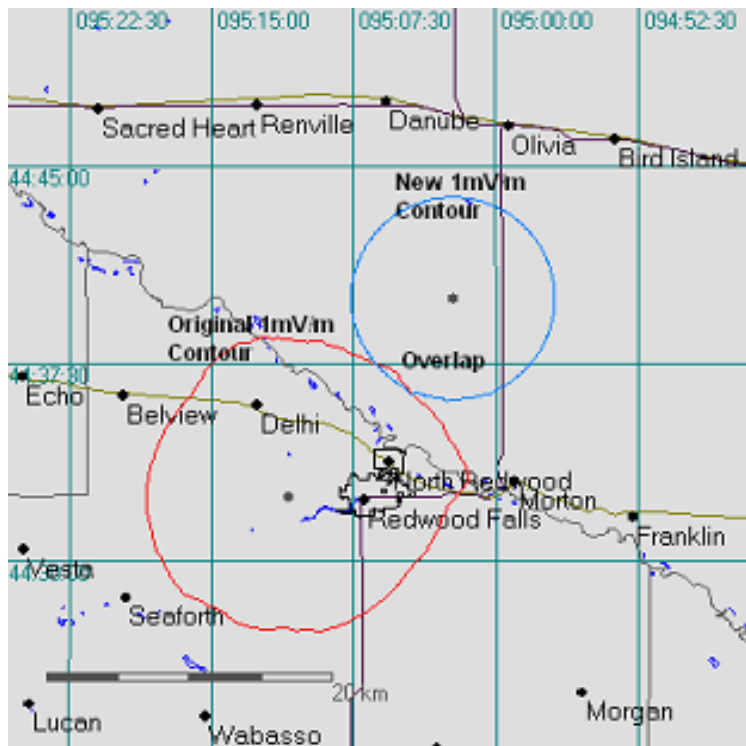 095:22:30 095:15:00 095:07:30 095:00:00 094:52:30
Sacred Heart Renville Danube Olivia Bird Island
44:45:00
New 1mV/m
Contour
Original 1mV/m
Contour
Overlap
44:37:30
Echo Belview Delhi
North Redwood
Redwood Falls Morton Franklin
Vesta
Seaforth
20 km
Lucan Wabasso Morgan